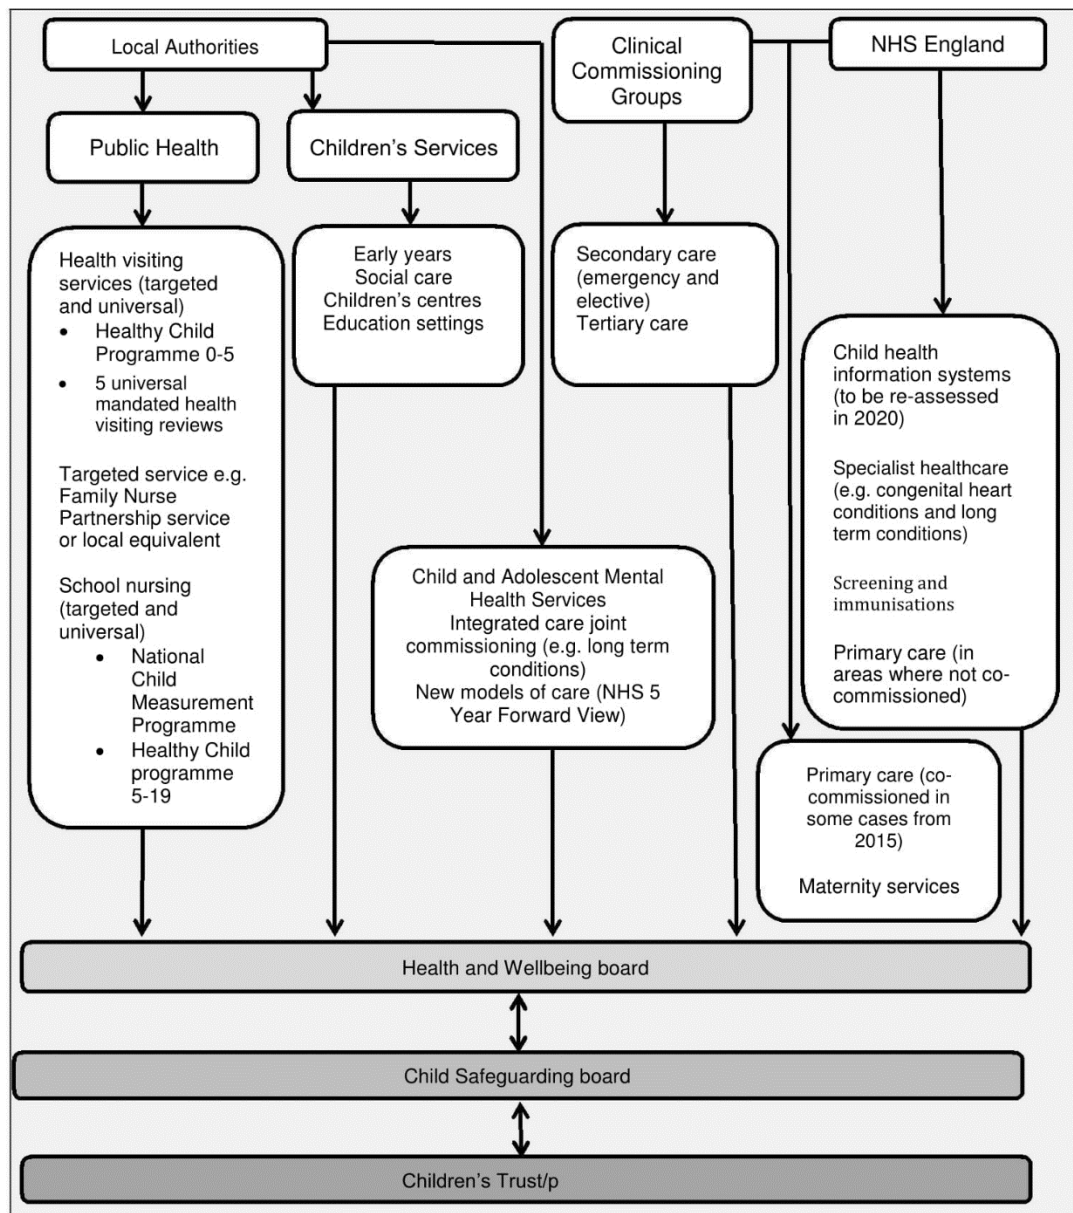 Local Authorities
Clinical
Commissioning
Groups
NHS England
Public Health
Children’s Services
Health visiting
services (targeted
and universal)
• Healthy Child
Programme 0-5
• 5 universal
mandated health
visiting reviews
Targeted service e.g.
Family Nurse
Partnership service
or local equivalent
School nursing
(targeted and
universal)
• National
Child
Measurement
Programme
• Healthy Child
programme
5-19
Early years
Social care
Children’s centres
Education settings
Secondary care
(emergency and
elective)
Tertiary care
Child health
information systems
(to be re-assessed
in 2020)
Specialist healthcare
(e.g. congenital heart
conditions and long
term conditions)
Screening and
immunisations
Primary care (in
areas where not co-
commissioned)
Child and Adolescent Mental
Health Services
Integrated care joint
commissioning (e.g. long term
conditions)
New models of care (NHS 5
Year Forward View)
Primary care (co-
commissioned in
some cases from
2015)
Maternity services
Health and Wellbeing board
Child Safeguarding board
Children’s Trust/p